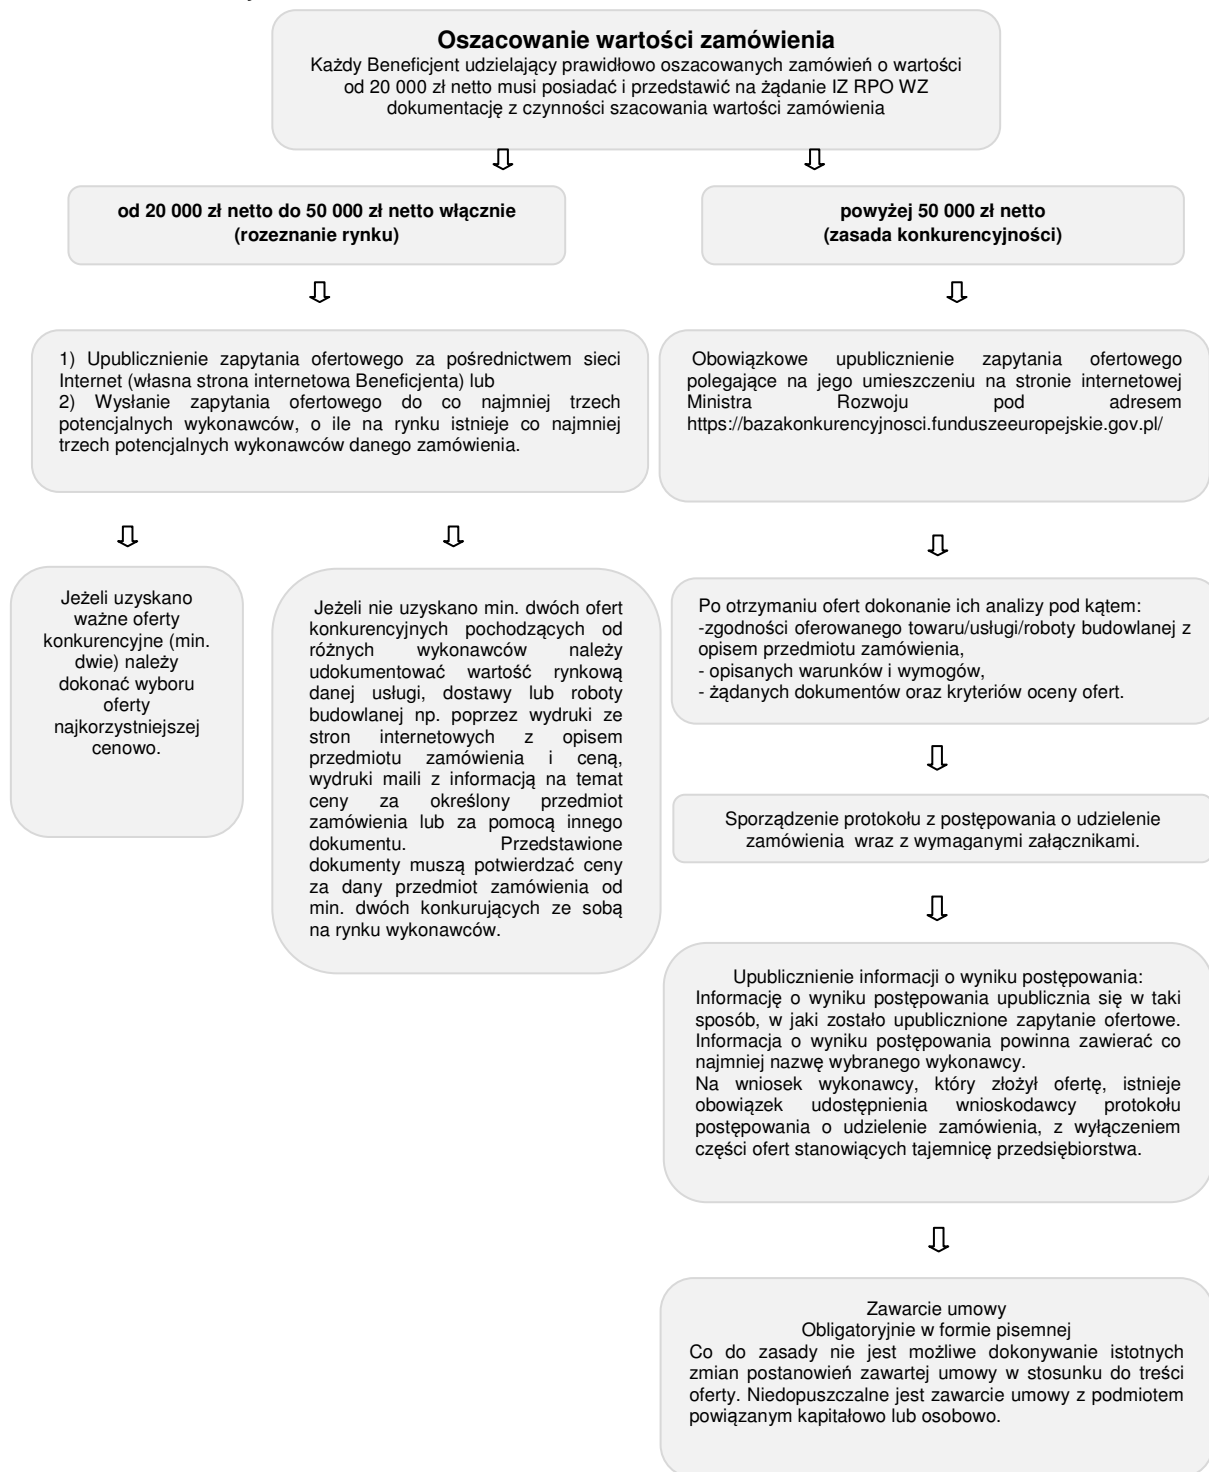 Oszacowanie wartości zamówienia
Każdy Beneficjent udzielający prawidłowo oszacowanych zamówień o wartości
od 20 000 zł netto musi posiadać i przedstawić na żądanie IZ RPO WZ
dokumentację z czynności szacowania wartości zamówienia
od 20 000 zł netto do 50 000 zł netto włącznie
(rozeznanie rynku)
powyżej 50 000 zł netto
(zasada konkurencyjności)
1) Upublicznienie zapytania ofertowego za pośrednictwem sieci
Internet (własna strona internetowa Beneficjenta) lub
2) Wysłanie zapytania ofertowego do co najmniej trzech
potencjalnych wykonawców, o ile na rynku istnieje co najmniej
trzech potencjalnych wykonawców danego zamówienia.
Obowiązkowe upublicznienie zapytania ofertowego
polegające na jego umieszczeniu na stronie internetowej
Ministra Rozwoju pod adresem
https://bazakonkurencyjnosci.funduszeeuropejskie.gov.pl/
Jeżeli uzyskano
ważne oferty
konkurencyjne (min.
dwie) należy
dokonać wyboru
oferty
najkorzystniejszej
cenowo.
Jeżeli nie uzyskano min. dwóch ofert
konkurencyjnych pochodzących od
różnych wykonawców należy
udokumentować wartość rynkową
danej usługi, dostawy lub roboty
budowlanej np. poprzez wydruki ze
stron internetowych z opisem
przedmiotu zamówienia i ceną,
wydruki maili z informacją na temat
ceny za określony przedmiot
zamówienia lub za pomocą innego
dokumentu. Przedstawione
dokumenty muszą potwierdzać ceny
za dany przedmiot zamówienia od
min. dwóch konkurujących ze sobą
na rynku wykonawców.
Po otrzymaniu ofert dokonanie ich analizy pod kątem:
-zgodności oferowanego towaru/usługi/roboty budowlanej z
opisem przedmiotu zamówienia,
- opisanych warunków i wymogów,
- żądanych dokumentów oraz kryteriów oceny ofert.
Sporządzenie protokołu z postępowania o udzielenie
zamówienia wraz z wymaganymi załącznikami.
Upublicznienie informacji o wyniku postępowania:
Informację o wyniku postępowania upublicznia się w taki
sposób, w jaki zostało upublicznione zapytanie ofertowe.
Informacja o wyniku postępowania powinna zawierać co
najmniej nazwę wybranego wykonawcy.
Na wniosek wykonawcy, który złożył ofertę, istnieje
obowiązek udostępnienia wnioskodawcy protokołu
postępowania o udzielenie zamówienia, z wyłączeniem
części ofert stanowiących tajemnicę przedsiębiorstwa.
Zawarcie umowy
Obligatoryjnie w formie pisemnej
Co do zasady nie jest możliwe dokonywanie istotnych
zmian postanowień zawartej umowy w stosunku do treści
oferty. Niedopuszczalne jest zawarcie umowy z podmiotem
powiązanym kapitałowo lub osobowo.